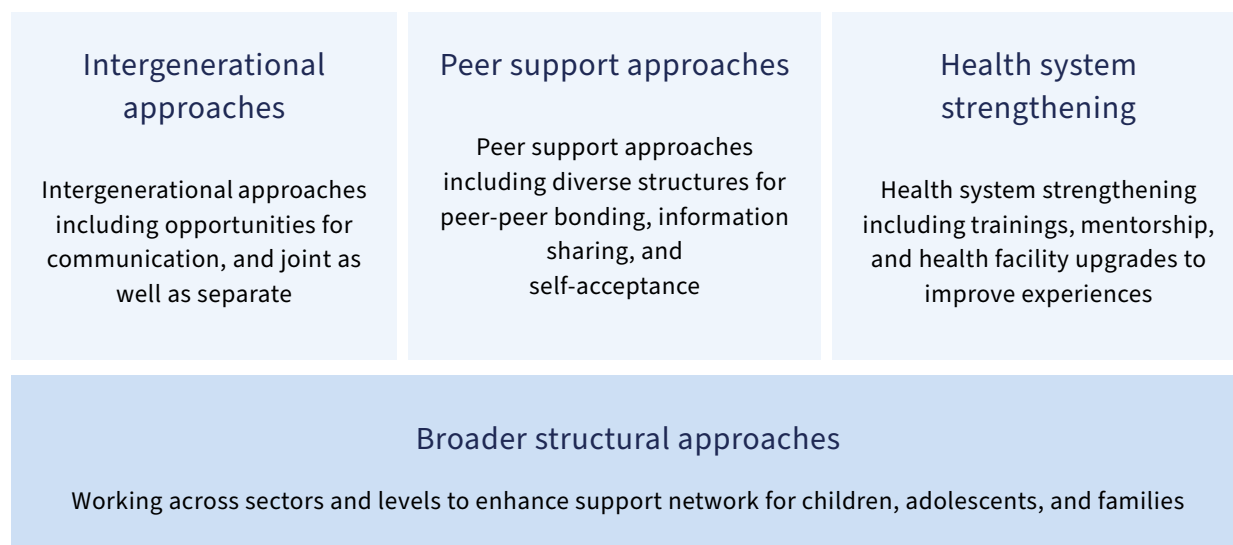 Intergenerational
approaches
Intergenerational approaches
including opportunities for
communication, and joint as
well as separate
Peer support approaches
Peer support approaches
including diverse structures for
peer-peer bonding, information
sharing, and
self-acceptance
Health system
strengthening
Health system strengthening
including trainings, mentorship,
and health facility upgrades to
improve experiences
Broader structural approaches
Working across sectors and levels to enhance support network for children, adolescents, and families